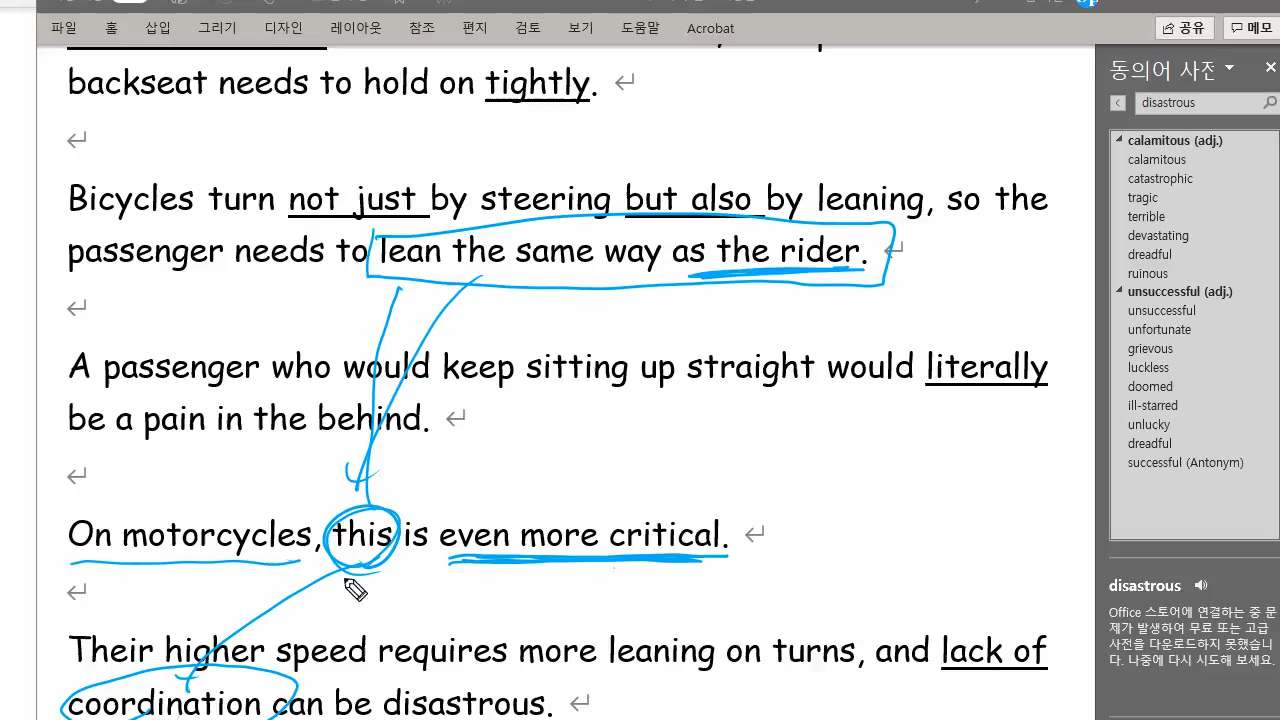 파일 홈 삽입 그리기 디자인 레이아웃 참조 편지 검토 보기 도움말 Acrobat 공유 메모
backseat needs to hold on tightly.
Bicycles turn not just by steering but also by leaning, so the
passenger needs to lean the same way as the rider.
A passenger who would keep sitting up straight would literally
be a pain in the behind.
On motorcycles, this is even more critical.
Their higher speed requires more leaning on turns, and lack of
coordination can be disastrous.
동의어 사전
disastrous
calamitous (adj.)
calamitous
catastrophic
tragic
terrible
devastating
dreadful
ruinous
unsuccessful (adj.)
unsuccessful
unfortunate
grievous
luckless
doomed
ill-starred
unlucky
dreadful
successful (Antonym)
disastrous
Office 스토어에 연결하는 중 문
제가 발생하여 무료 또는 고급
사전을 다운로드하지 못했습니
다. 나중에 다시 시도해 보세요.